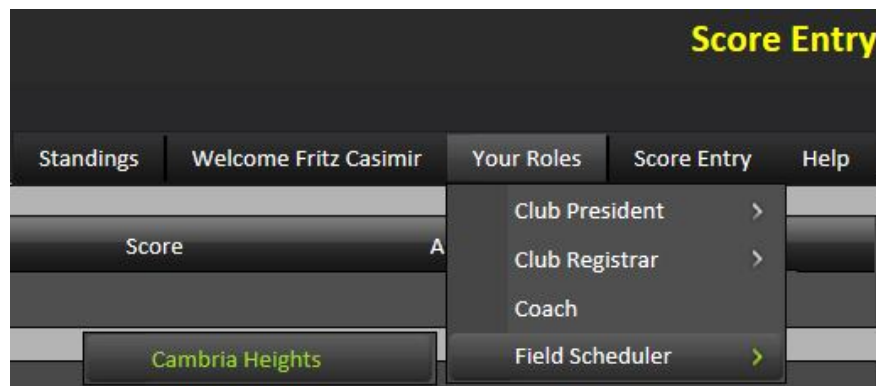 Score Entry
Standings Welcome Fritz Casimir Your Roles Score Entry Help
Club President
Score A
Club Registrar
Coach
Field Scheduler
Cambria Heights